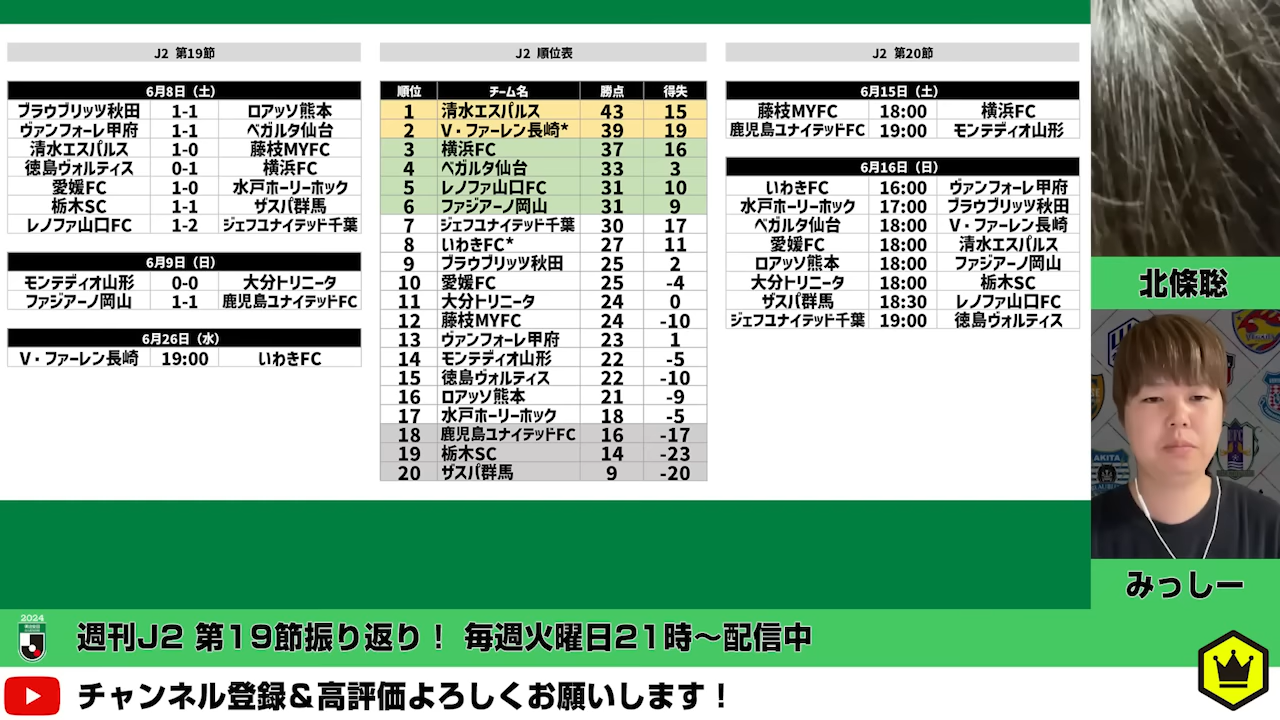 J2 第19節
6月8日（土）
ブラウブリッツ秋田 1-1 ロアッソ熊本
ヴァンフォーレ甲府 1-1 ベガルタ仙台
清水エスパルス 1-0 藤枝MYFC
徳島ヴォルティス 0-1 横浜FC
愛媛FC 1-0 水戸ホーリーホック
栃木SC 1-1 ザスパ群馬
レノファ山口FC 1-2 ジェフユナイテッド千葉
6月9日（日）
モンテディオ山形 0-0 大分トリニータ
ファジアーノ岡山 1-1 鹿児島ユナイテッドFC
6月26日（水）
V・ファーレン長崎 19:00 いわきFC
J2 順位表
順位 チーム名 勝点 得失
1 清水エスパルス 43 15
2 V・ファーレン長崎* 39 19
3 横浜FC 37 16
4 ベガルタ仙台 33 3
5 レノファ山口FC 31 10
6 ファジアーノ岡山 31 9
7 ジェフユナイテッド千葉 30 17
8 いわきFC* 27 11
9 ブラウブリッツ秋田 25 2
10 愛媛FC 25 -4
11 大分トリニータ 24 0
12 藤枝MYFC 24 -10
13 ヴァンフォーレ甲府 23 1
14 モンテディオ山形 22 -5
15 徳島ヴォルティス 22 -10
16 ロアッソ熊本 21 -9
17 水戸ホーリーホック 18 -5
18 鹿児島ユナイテッドFC 16 -17
19 栃木SC 14 -23
20 ザスパ群馬 9 -20
J2 第20節
6月15日（土）
藤枝MYFC 18:00 横浜FC
鹿児島ユナイテッドFC 19:00 モンテディオ山形
6月16日（日）
いわきFC 16:00 ヴァンフォーレ甲府
水戸ホーリーホック 17:00 ブラウブリッツ秋田
ベガルタ仙台 18:00 V・ファーレン長崎
愛媛FC 18:00 清水エスパルス
ロアッソ熊本 18:00 ファジアーノ岡山
大分トリニータ 18:00 栃木SC
ザスパ群馬 18:30 レノファ山口FC
ジェフユナイテッド千葉 19:00 徳島ヴォルティス
北條聡
AKITA
みっしー
2024
週刊J2 第19節振り返り！ 毎週火曜日21時～配信中
チャンネル登録＆高評価よろしくお願いします！